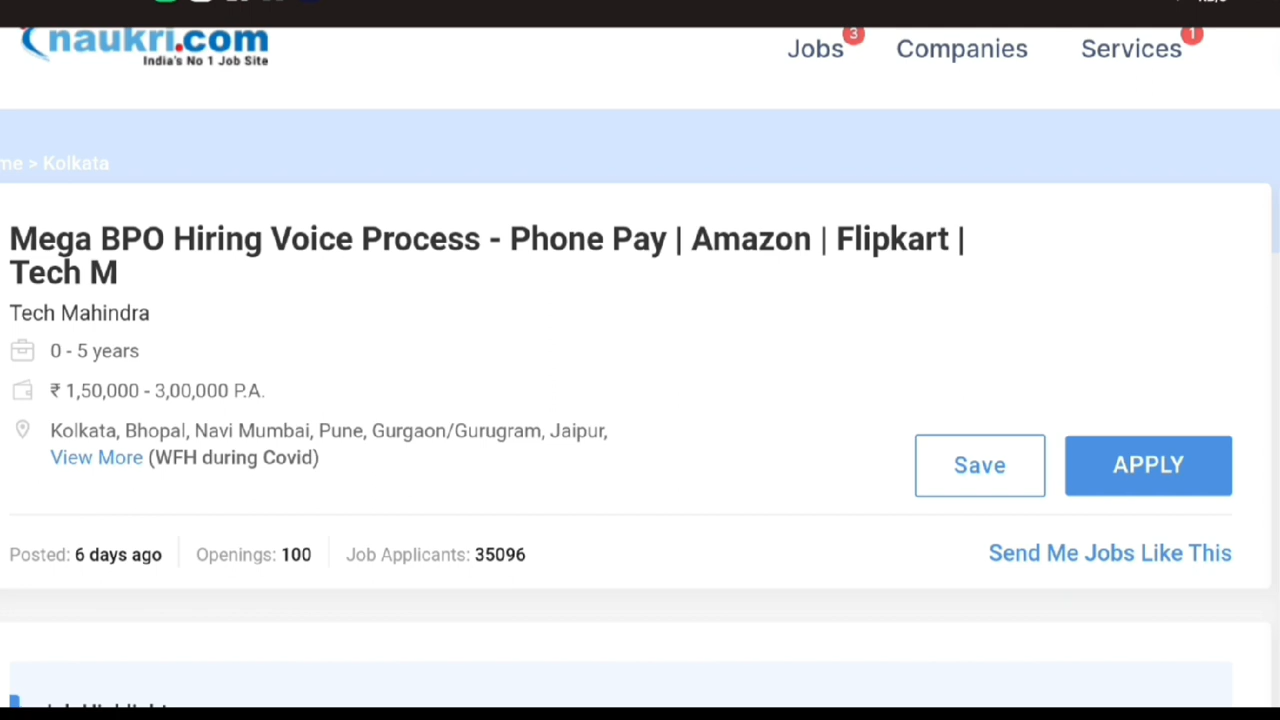 naukri.com
India's No 1 Job Site
Jobs 3 Companies Services 1
me > Kolkata
Mega BPO Hiring Voice Process - Phone Pay | Amazon | Flipkart |
Tech M
Tech Mahindra
0 - 5 years
₹ 1,50,000 - 3,00,000 P.A.
Kolkata, Bhopal, Navi Mumbai, Pune, Gurgaon/Gurugram, Jaipur,
View More (WFH during Covid)
Save APPLY
Posted: 6 days ago Openings: 100 Job Applicants: 35096
Send Me Jobs Like This